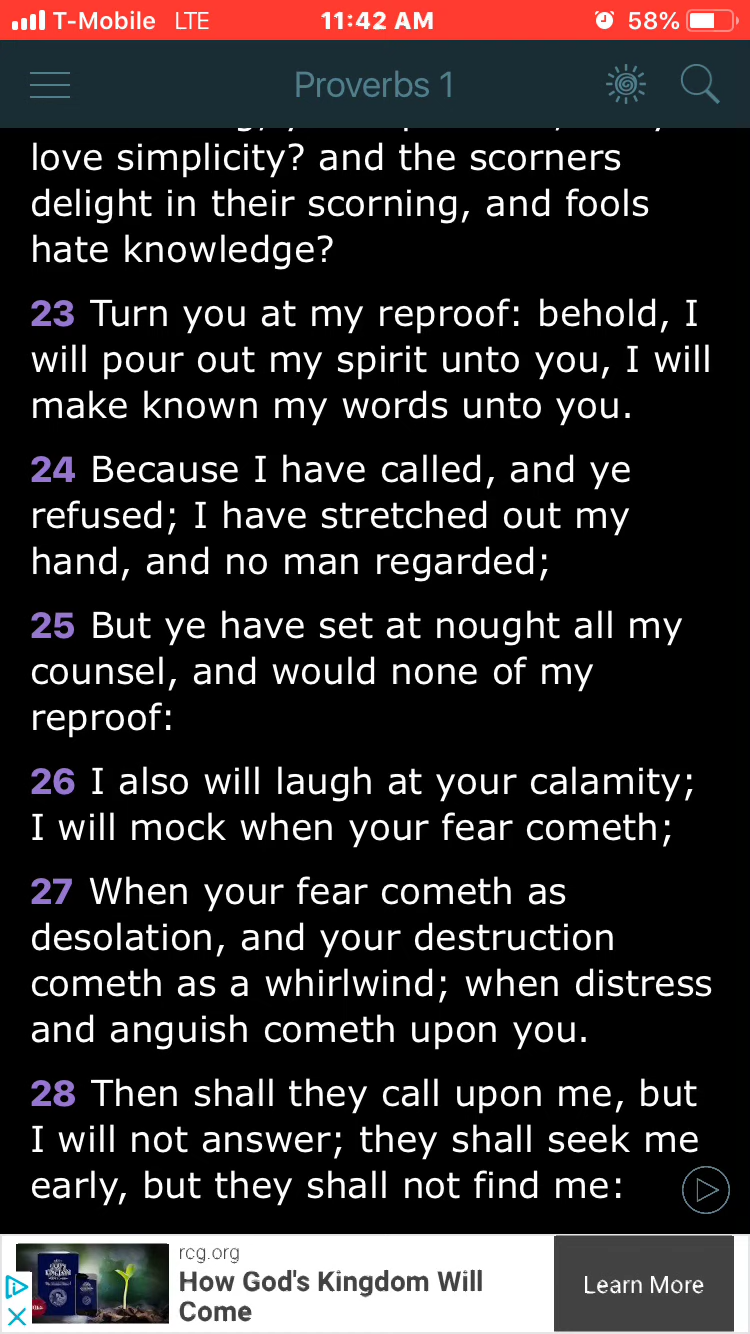 T-Mobile LTE 11:42 AM 58%
Proverbs 1
love simplicity? and the scorners
delight in their scorning, and fools
hate knowledge?
23 Turn you at my reproof: behold, I
will pour out my spirit unto you, I will
make known my words unto you.
24 Because I have called, and ye
refused; I have stretched out my
hand, and no man regarded;
25 But ye have set at nought all my
counsel, and would none of my
reproof:
26 I also will laugh at your calamity;
I will mock when your fear cometh;
27 When your fear cometh as
desolation, and your destruction
cometh as a whirlwind; when distress
and anguish cometh upon you.
28 Then shall they call upon me, but
I will not answer; they shall seek me
early, but they shall not find me:
rcg.org
How God's Kingdom Will
Come
Learn More